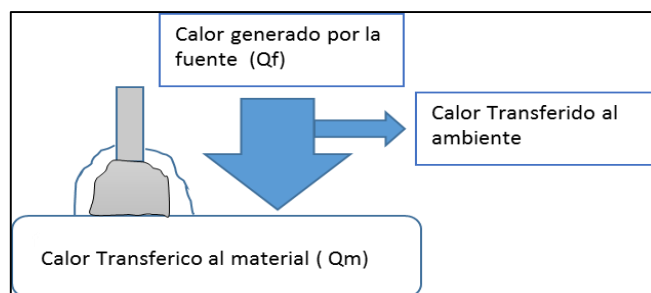 Calor generado por la
fuente (Qf)
Calor Transferido al
ambiente
Calor Transferico al material ( Qm)